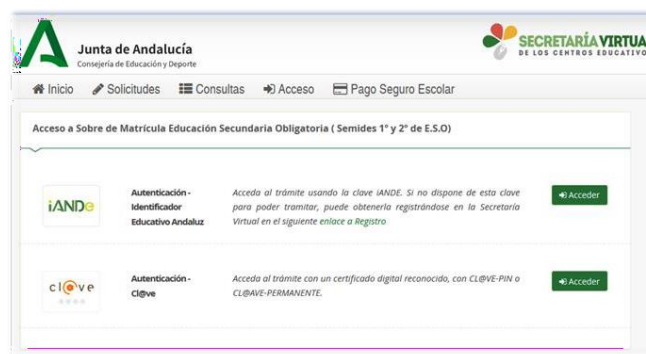 Junta de Andalucía
Consejería de Educación y Deporte
SECRETARÍA VIRTUA
DE LOS CENTROS EDUCATIVO
Inicio Solicitudes Consultas Acceso Pago Seguro Escolar
Acceso a Sobre de Matrícula Educación Secundaria Obligatoria ( Semides 1º y 2º de E.S.O)
iANDe
Autenticación -
Identificador
Educativo Andaluz
Acceda al trámite usando la clave iANDE. Si no dispone de esta clave
para poder tramitar, puede obtenerla registrándose en la Secretaría
Virtual en el siguiente enlace a Registro
Acceder
cl@ve
Autenticación -
Cl@ve
Acceda al trámite con un certificado digital reconocido, con CL@VE-PIN o
CL@AVE-PERMANENTE.
Acceder